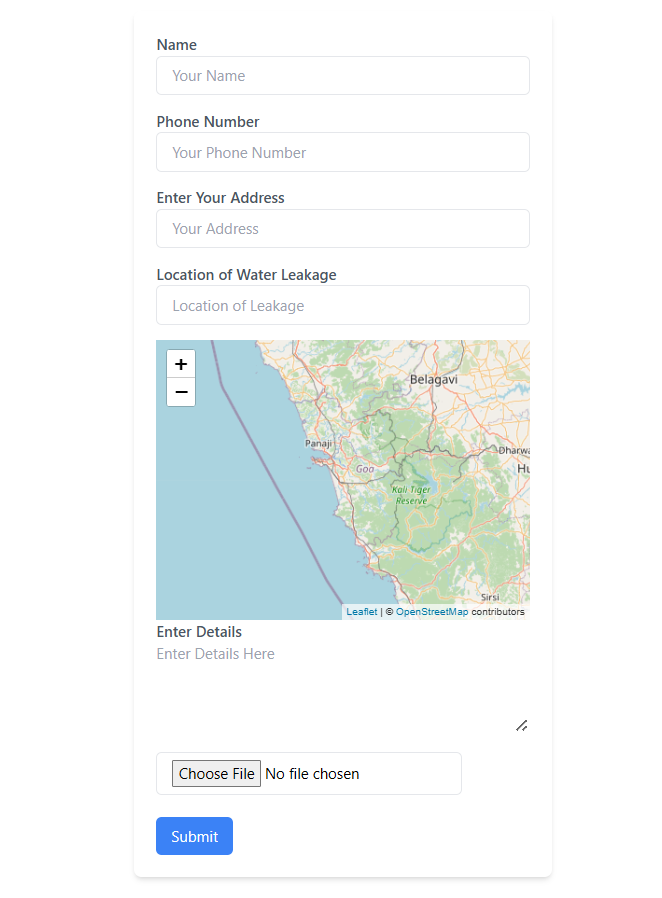 Name
Your Name
Phone Number
Your Phone Number
Enter Your Address
Your Address
Location of Water Leakage
Location of Leakage
+
−
Belagavi
Panaji
Goa
Dharwa
Hu
Kali Tiger
Reserve
Sirsi
Leaflet | © OpenStreetMap contributors
Enter Details
Enter Details Here
Choose File No file chosen
Submit